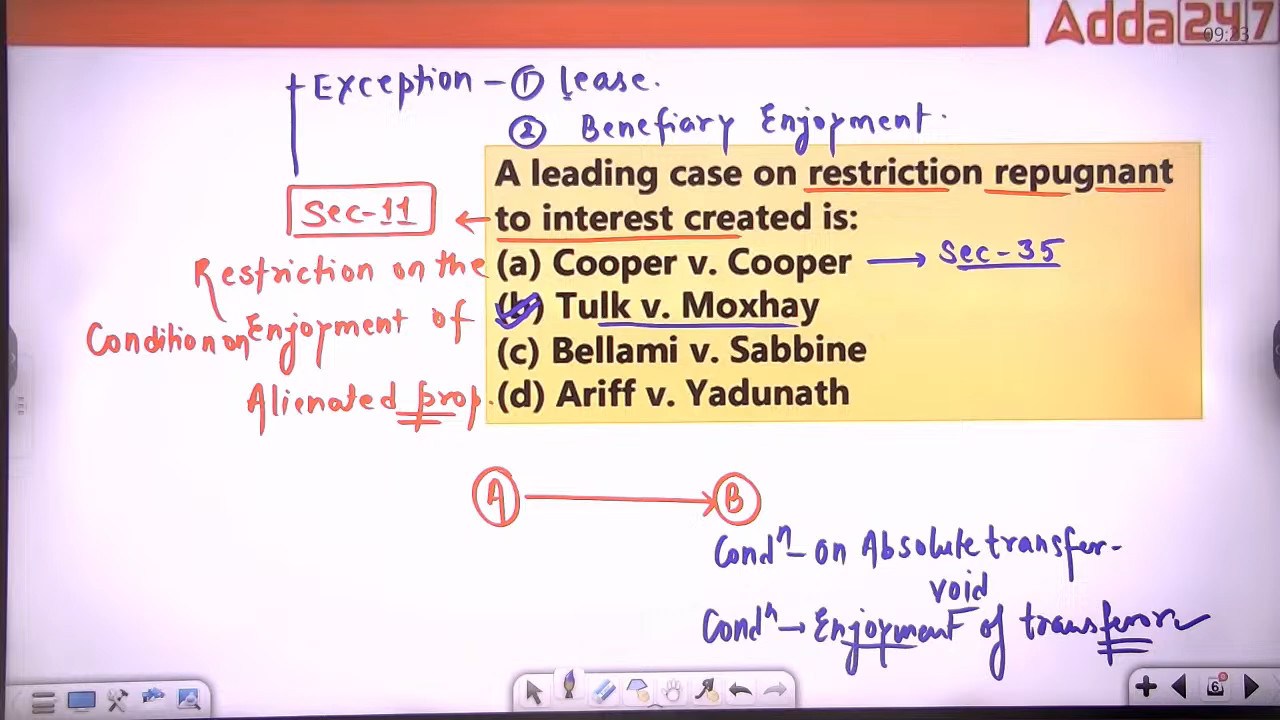 Adda247
09:23
Exception - ① Lease.
② Benefiary Enjoyment.
A leading case on restriction repugnant
to interest created is:
Sec-11
(a) Cooper v. Cooper
Sec-35
Restriction on the
(b) Tulk v. Moxhay
Condition on Enjoyment of
(c) Bellami v. Sabbine
Alienated prop.
(d) Ariff v. Yadunath
A
B
Condn - on Absolute transfer-
void
Condn → Enjoyment of transferor
6